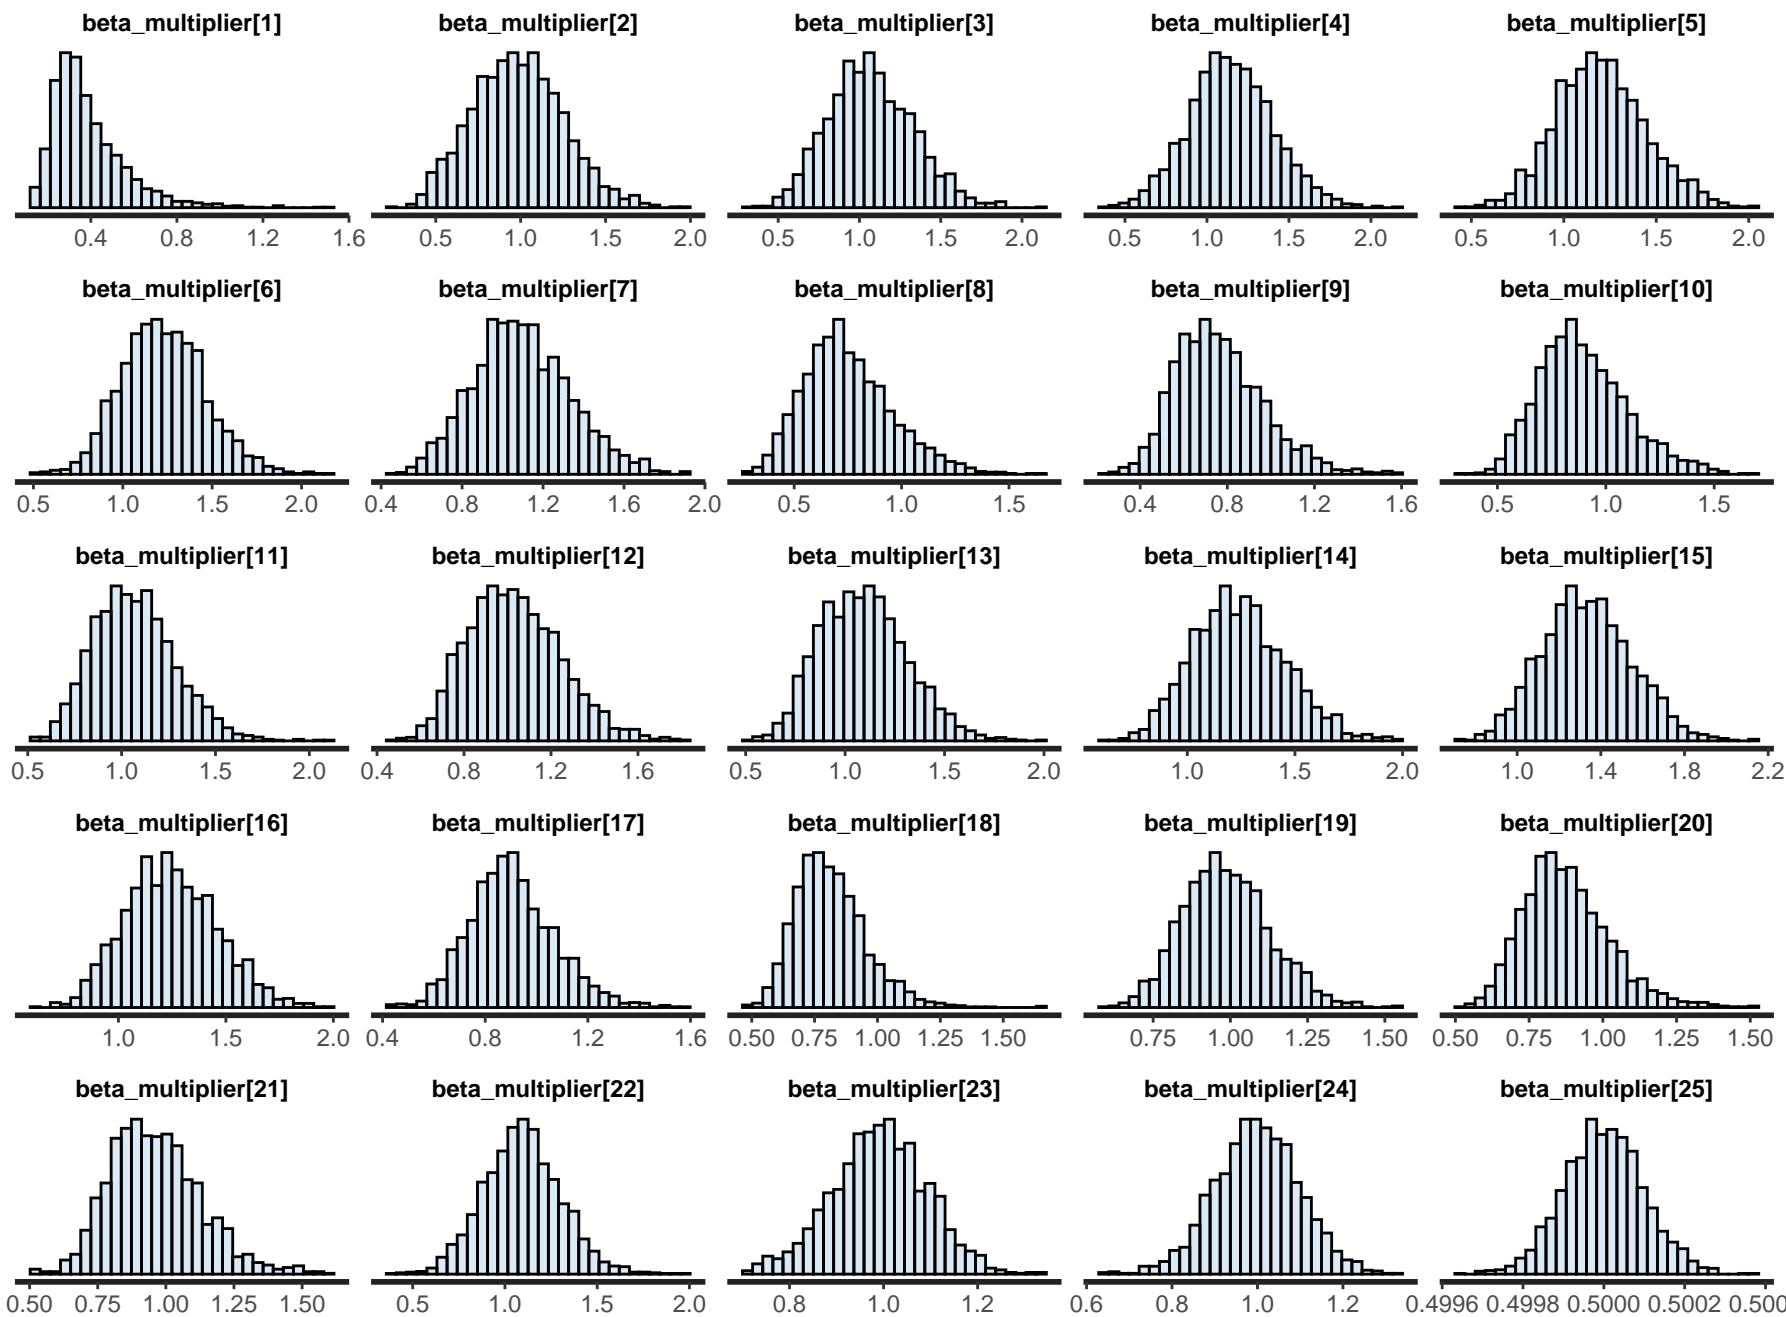 beta_multiplier[1] beta_multiplier[2] beta_multiplier[3] beta_multiplier[4] beta_multiplier[5]
0.4 0.8 1.2 1.6 0.5 1.0 1.5 2.0 0.5 1.0 1.5 2.0 0.5 1.0 1.5 2.0 0.5 1.0 1.5 2.0
beta_multiplier[6] beta_multiplier[7] beta_multiplier[8] beta_multiplier[9] beta_multiplier[10]
0.5 1.0 1.5 2.0 0.4 0.8 1.2 1.6 2.0 0.5 1.0 1.5 0.4 0.8 1.2 1.6 0.5 1.0 1.5
beta_multiplier[11] beta_multiplier[12] beta_multiplier[13] beta_multiplier[14] beta_multiplier[15]
0.5 1.0 1.5 2.0 0.4 0.8 1.2 1.6 0.5 1.0 1.5 2.0 1.0 1.5 2.0 1.0 1.4 1.8 2.2
beta_multiplier[16] beta_multiplier[17] beta_multiplier[18] beta_multiplier[19] beta_multiplier[20]
1.0 1.5 2.0 0.4 0.8 1.2 1.6 0.50 0.75 1.00 1.25 1.50 0.75 1.00 1.25 1.50 0.50 0.75 1.00 1.25 1.50
beta_multiplier[21] beta_multiplier[22] beta_multiplier[23] beta_multiplier[24] beta_multiplier[25]
0.50 0.75 1.00 1.25 1.50 0.5 1.0 1.5 2.0 0.8 1.0 1.2 0.6 0.8 1.0 1.2 0.4996 0.4998 0.5000 0.5002